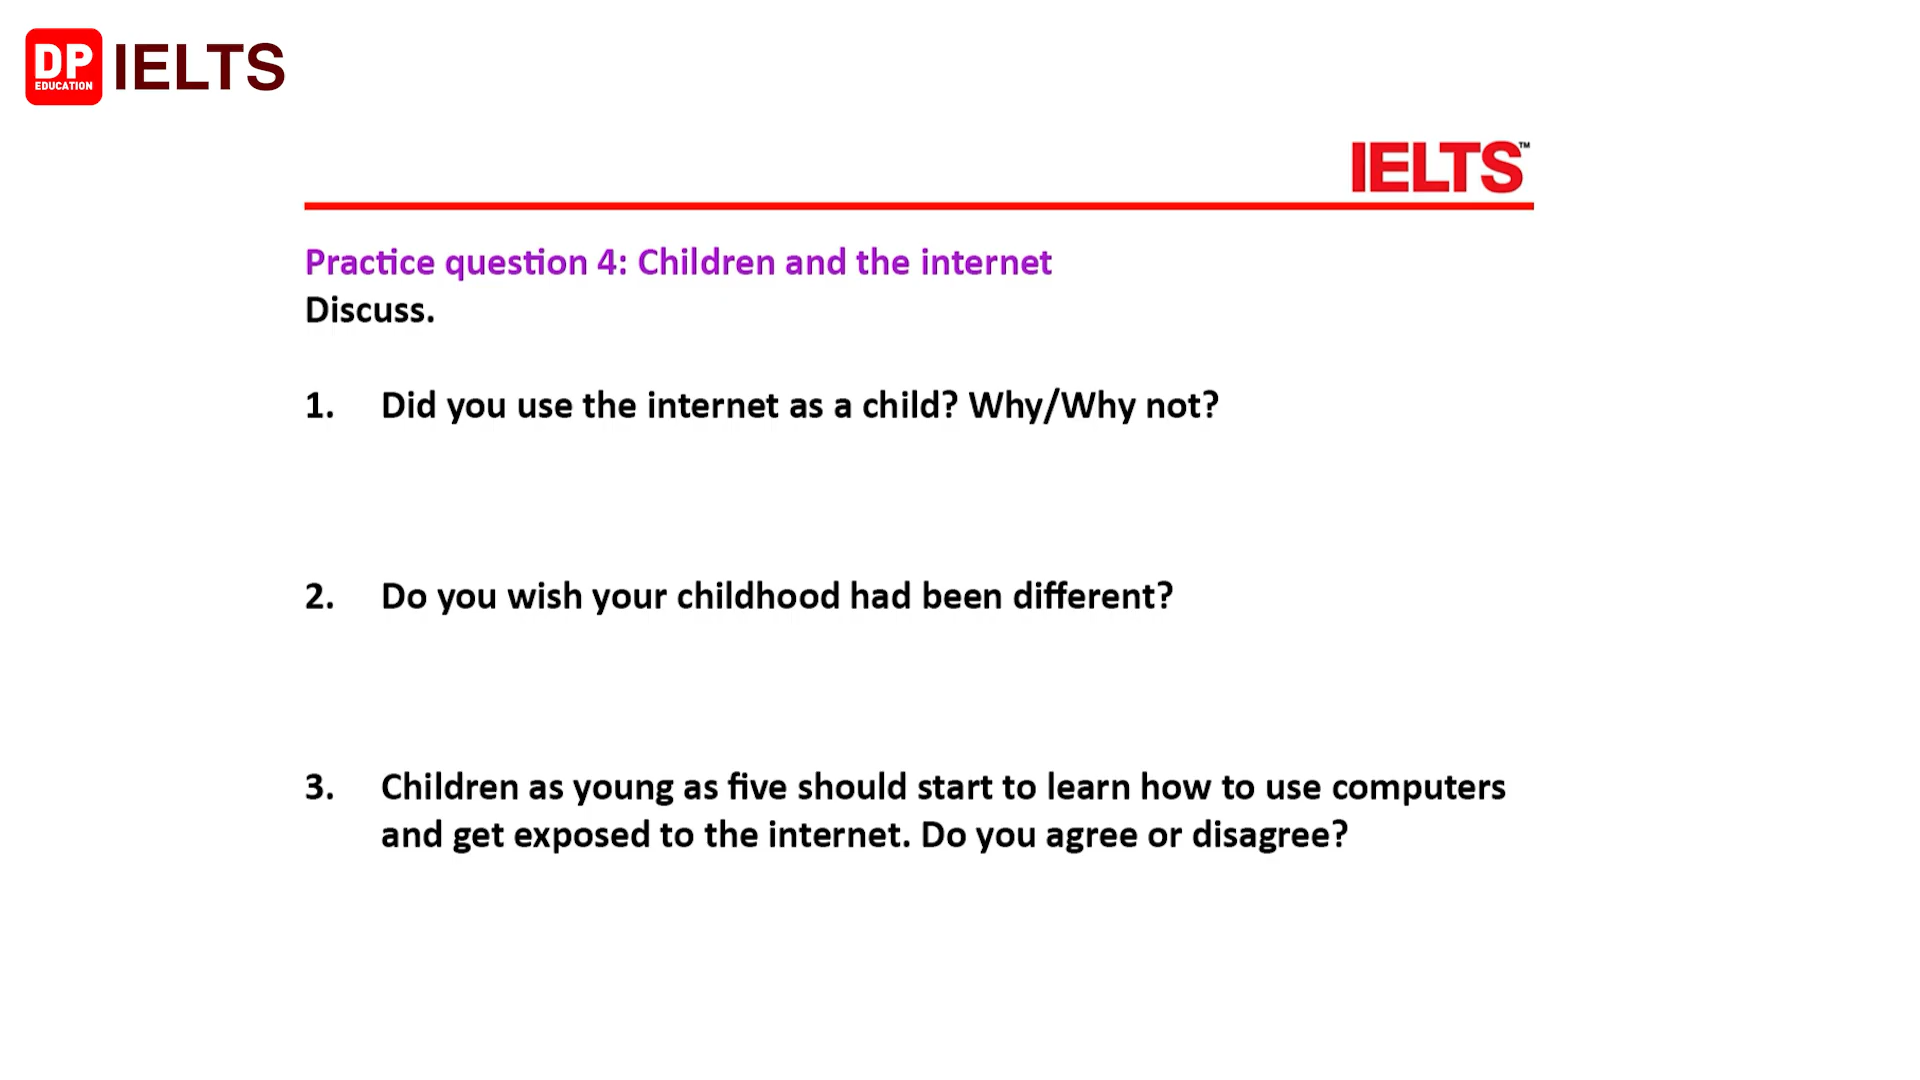 DP
EDUCATION
IELTS
IELTS™
Practice question 4: Children and the internet
Discuss.
1. Did you use the internet as a child? Why/Why not?
2. Do you wish your childhood had been different?
3. Children as young as five should start to learn how to use computers
and get exposed to the internet. Do you agree or disagree?